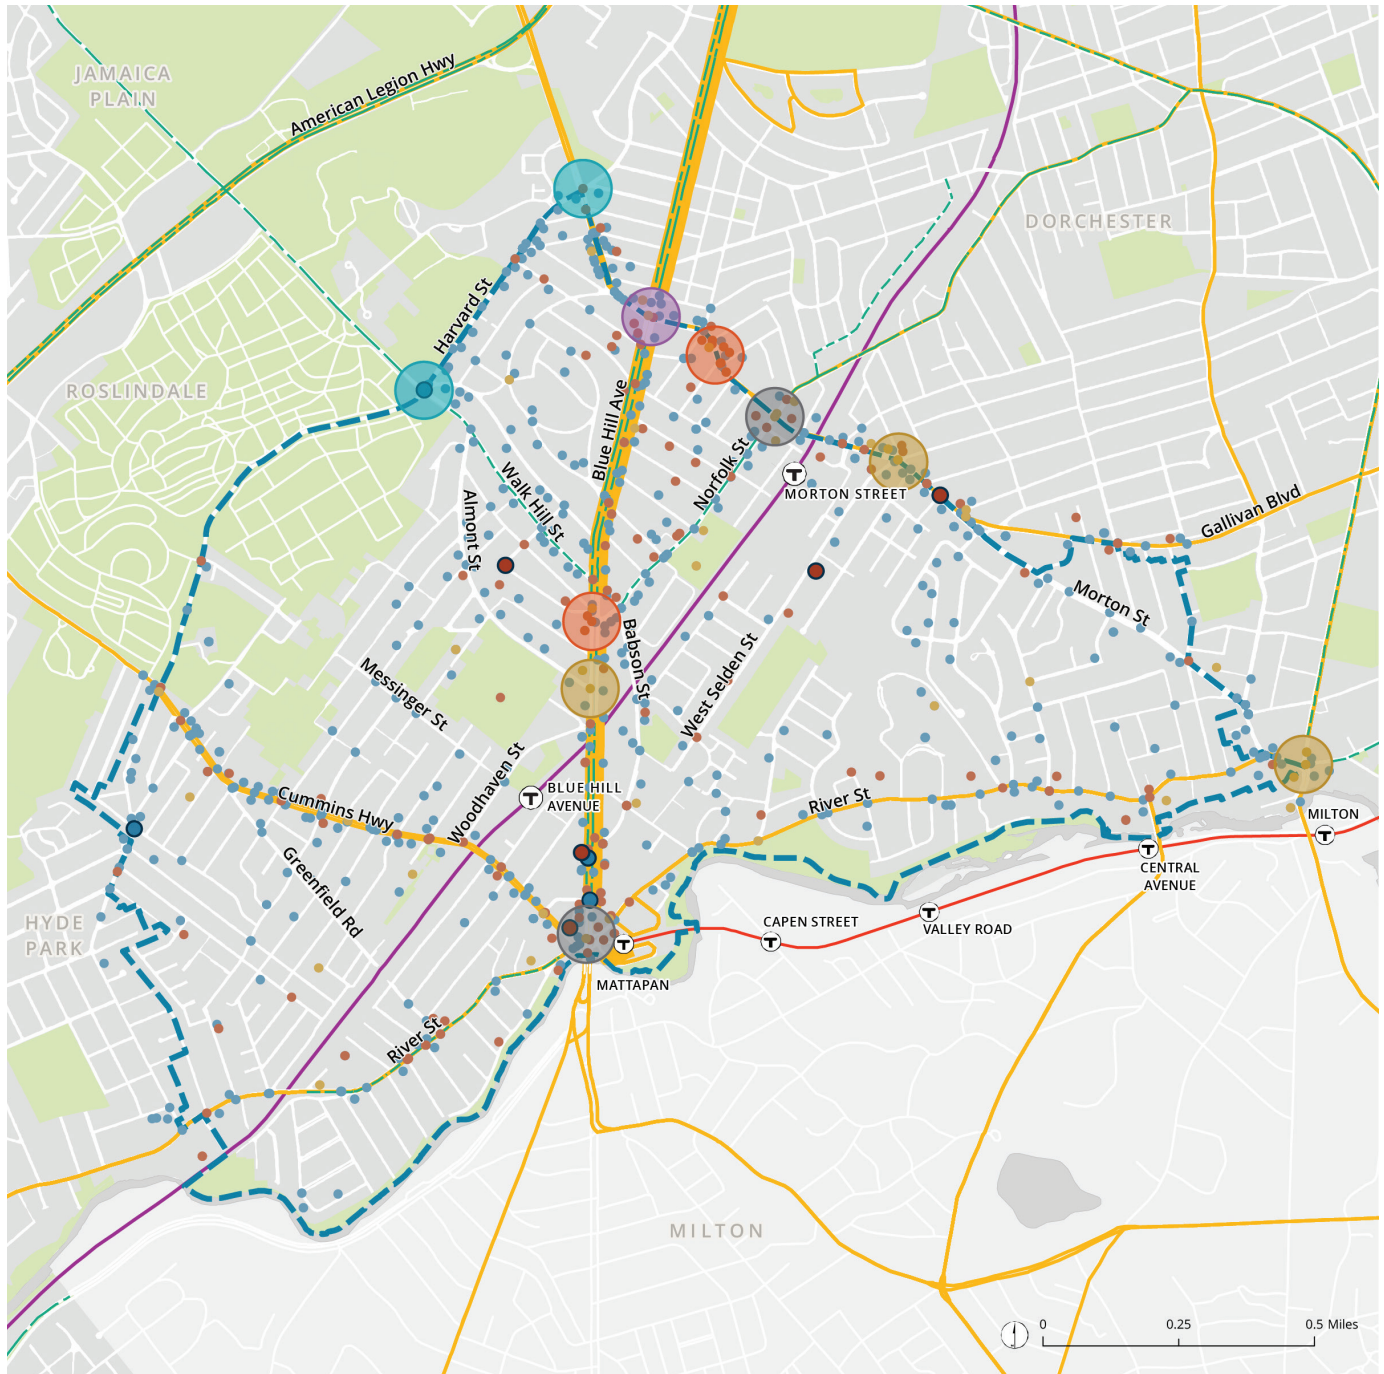 JAMAICA
PLAIN
American Legion Hwy
DORCHESTER
Harvard St
ROSLINDALE
Blue Hill Ave
Norfolk St
Walk Hill St
Almont St
MORTON STREET
Gallivan Blvd
Morton St
Babson St
West Selden St
Messinger St
Woodhaven St
BLUE HILL
AVENUE
Cummins Hwy
River St
MILTON
Greenfield Rd
CENTRAL
AVENUE
HYDE
PARK
CAPEN STREET
VALLEY ROAD
MATTAPAN
River St
MILTON
0
0.25
0.5 Miles
T
T
T
T
T
T
T